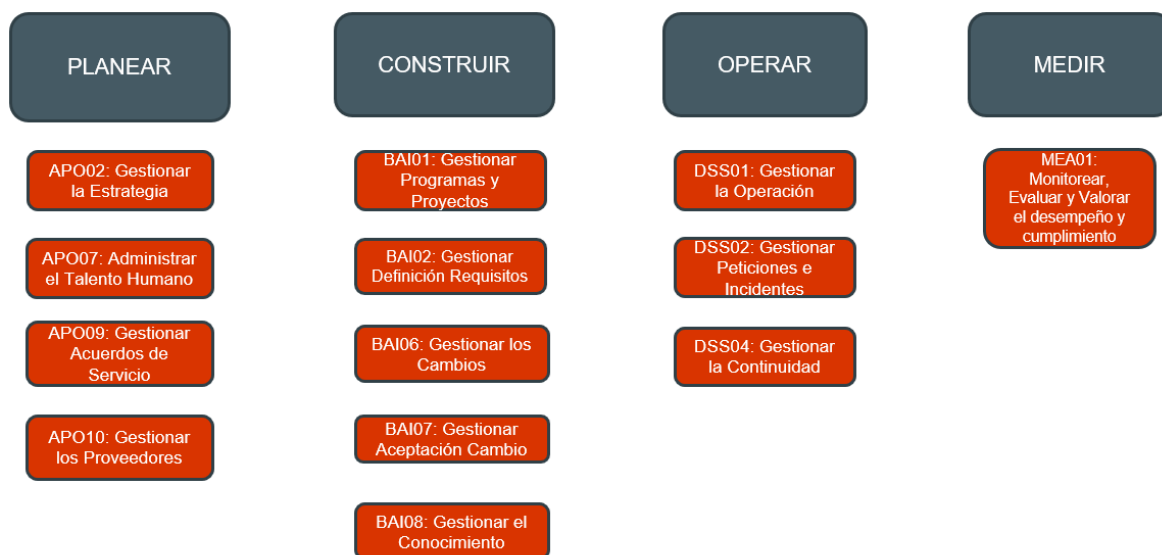 PLANEAR
APO02: Gestionar
la Estrategia
APO07: Administrar
el Talento Humano
APO09: Gestionar
Acuerdos de
Servicio
APO10: Gestionar
los Proveedores
CONSTRUIR
BAI01: Gestionar
Programas y
Proyectos
BAI02: Gestionar
Definición Requisitos
BAI06: Gestionar los
Cambios
BAI07: Gestionar
Aceptación Cambio
BAI08: Gestionar el
Conocimiento
OPERAR
DSS01: Gestionar
la Operación
DSS02: Gestionar
Peticiones e
Incidentes
DSS04: Gestionar
la Continuidad
MEDIR
MEA01:
Monitorear,
Evaluar y Valorar
el desempeño y
cumplimiento